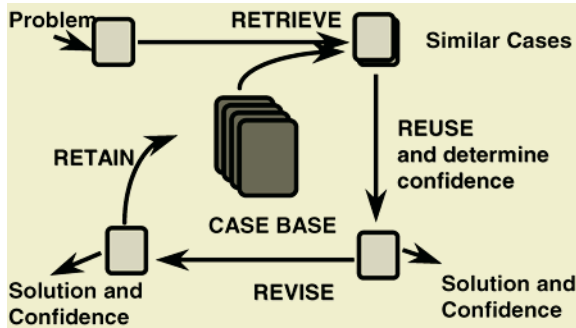 Problem
RETRIEVE
Similar Cases
REUSE
and determine
confidence
RETAIN
CASE BASE
REVISE
Solution and
Confidence
Solution and
Confidence